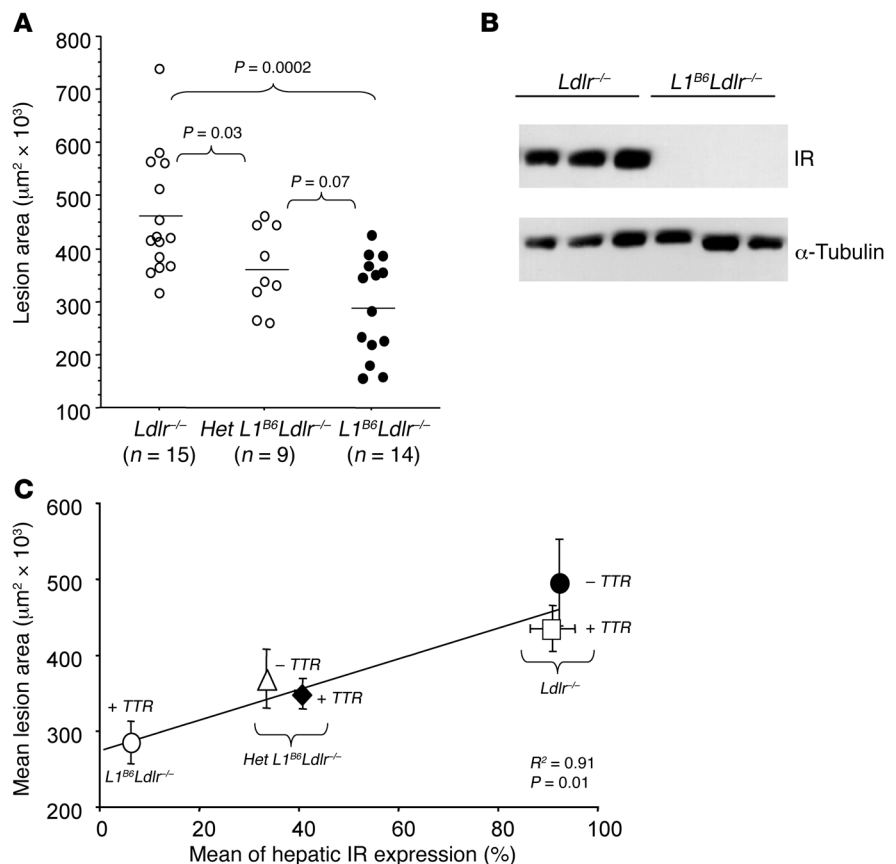 A
800
700
600
500
400
300
200
100
Lesion area (μm² × 10³)
P = 0.0002
P = 0.03
P = 0.07
Ldlr⁻/⁻ Het L1ᴮ⁶Ldlr⁻/⁻ L1ᴮ⁶Ldlr⁻/⁻
(n = 15) (n = 9) (n = 14)
B
Ldlr⁻/⁻ L1ᴮ⁶Ldlr⁻/⁻
IR
α-Tubulin
C
600
500
400
300
200
Mean lesion area (μm² × 10³)
– TTR
+ TTR
Ldlr⁻/⁻
– TTR
+ TTR
Het L1ᴮ⁶Ldlr⁻/⁻
+ TTR
L1ᴮ⁶Ldlr⁻/⁻
R² = 0.91
P = 0.01
0 20 40 60 80 100
Mean of hepatic IR expression (%)